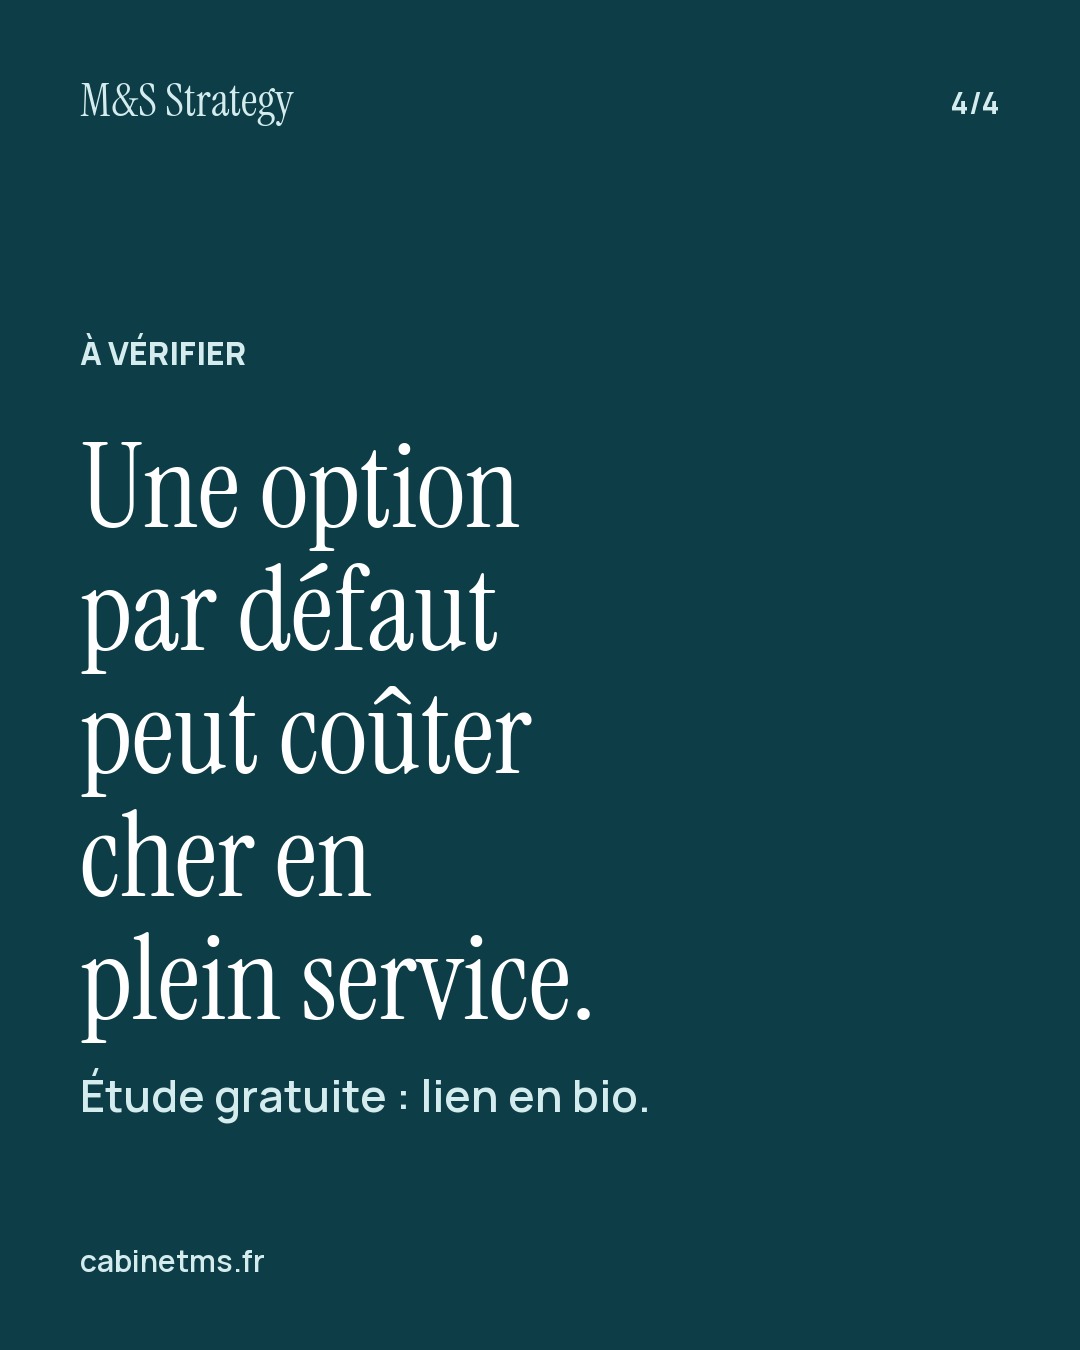 M&S Strategy
4/4
À VÉRIFIER
Une option
par défaut
peut coûter
cher en
plein service.
Étude gratuite : lien en bio.
cabinetms.fr